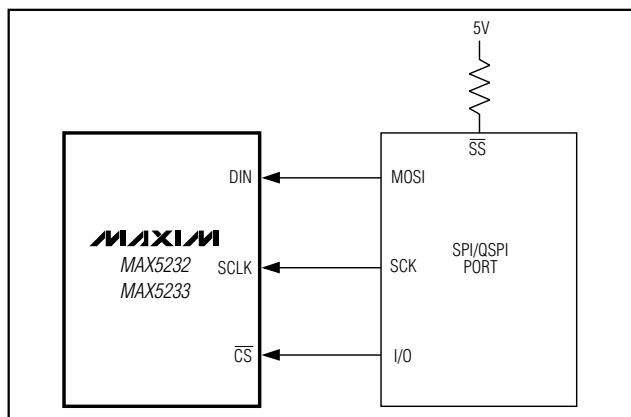 5V
SS
DIN
MOSI
MAXIM
MAX5232
MAX5233
SCLK
SCK
SPI/QSPI
PORT
CS
I/O